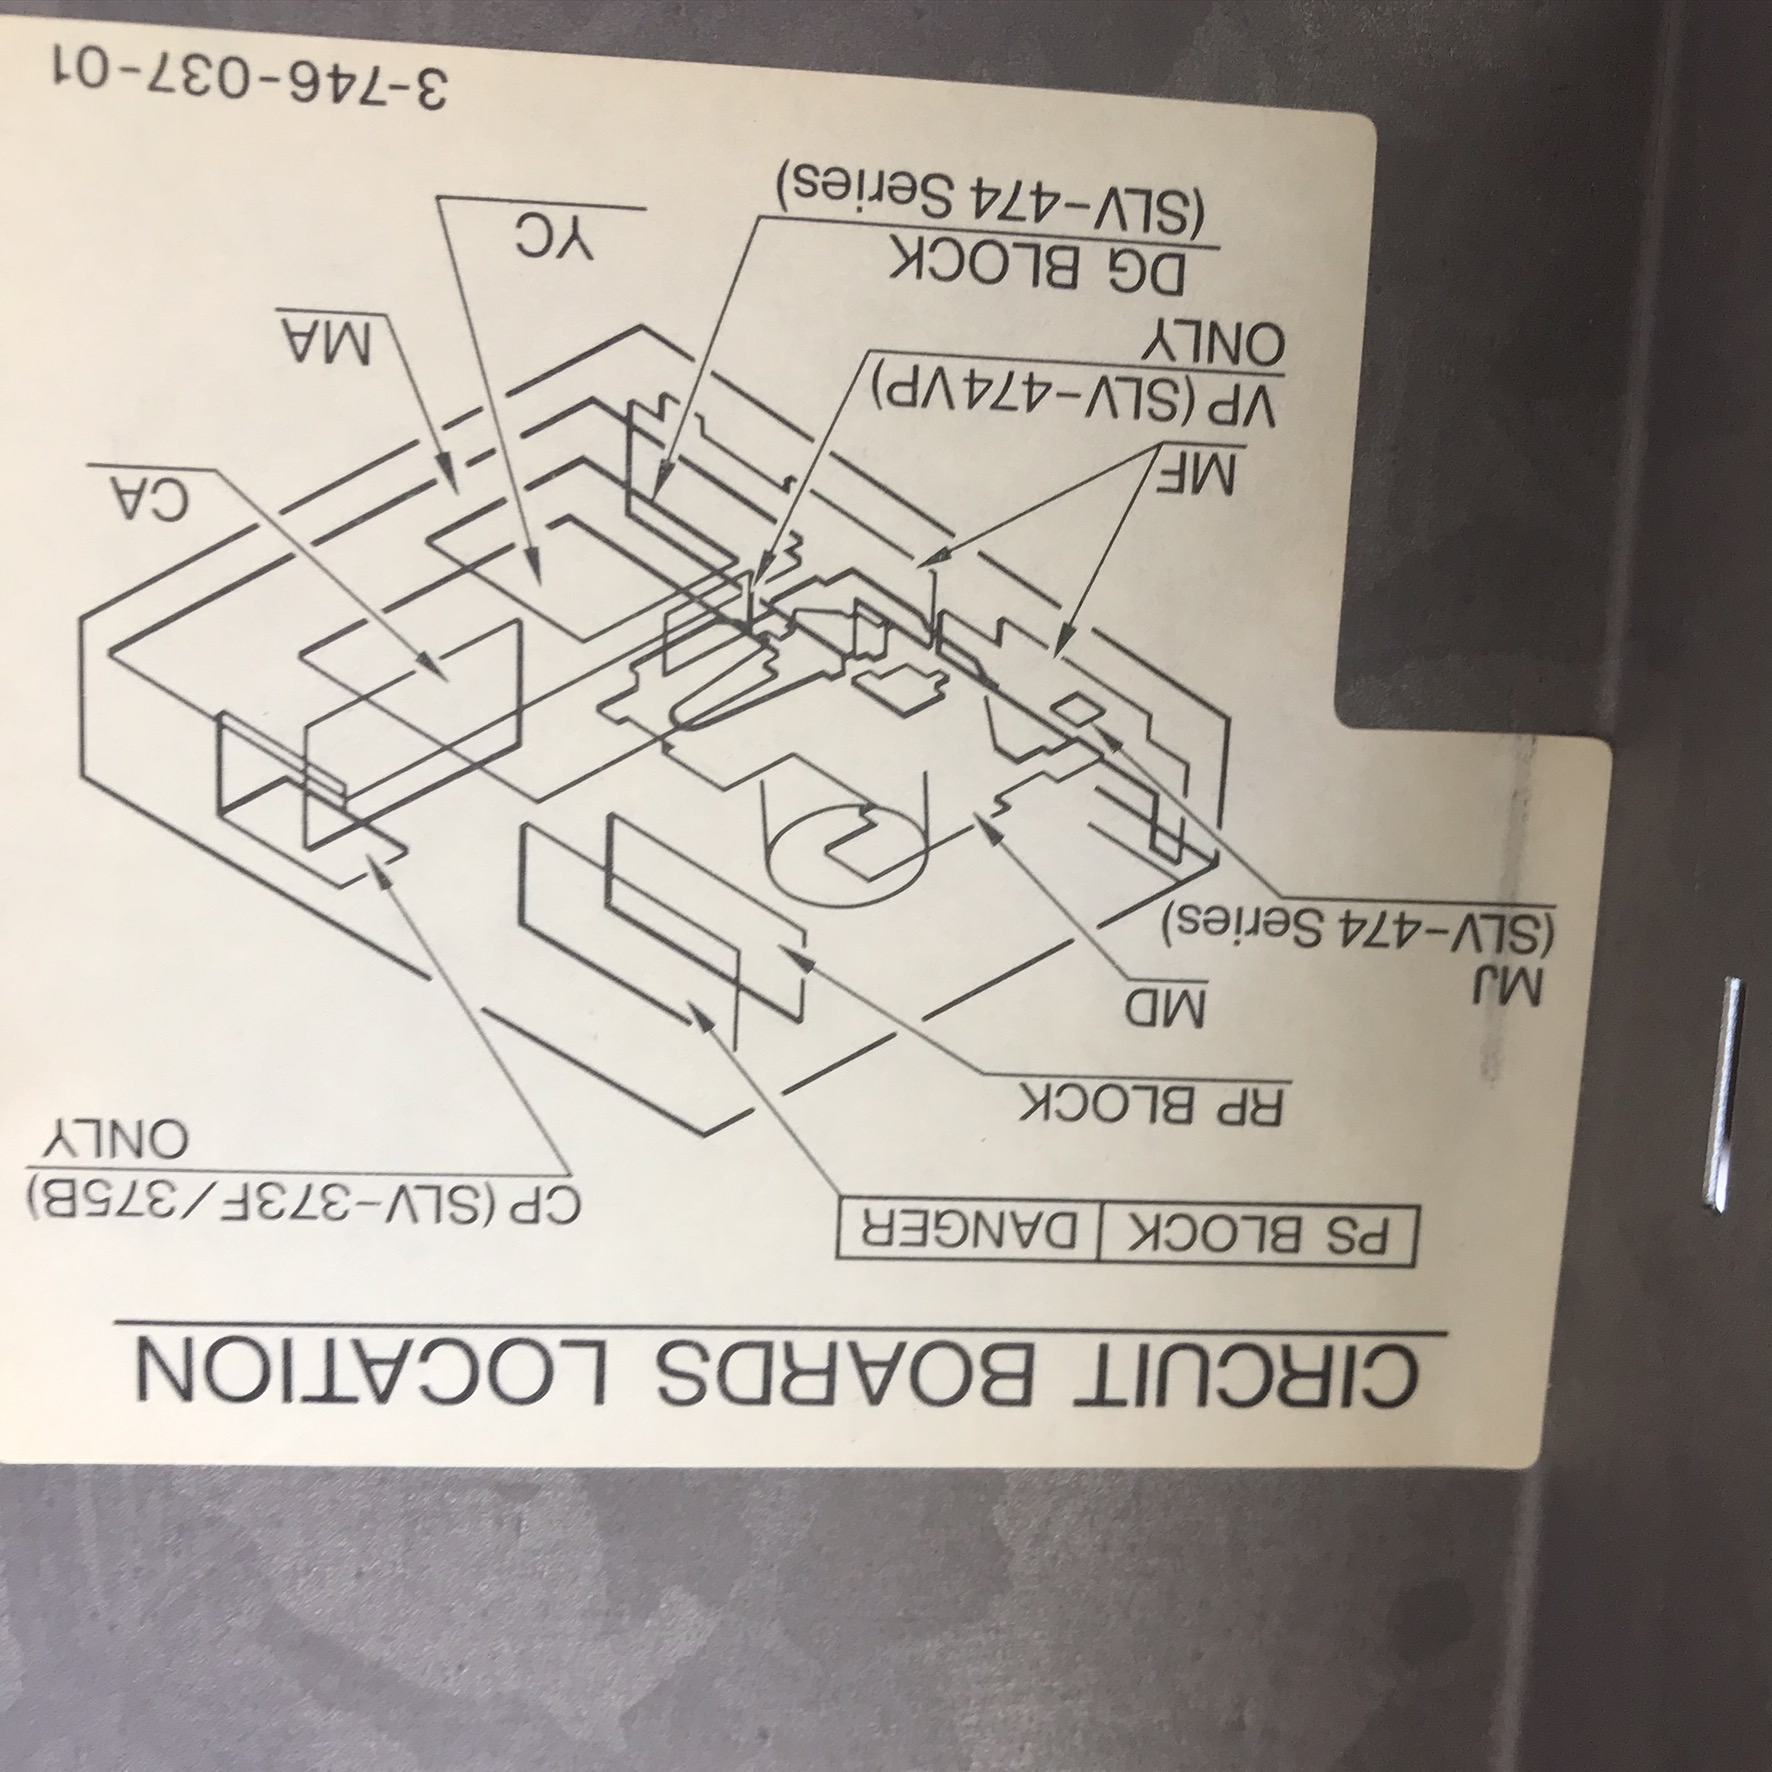 CIRCUIT BOARDS LOCATION
PS BLOCK DANGER
CP (SLV-373F/375B)
ONLY
RP BLOCK
MD
MJ
(SLV-474 Series)
CA
MF
VP (SLV-474VP)
ONLY
MA
DG BLOCK
(SLV-474 Series)
YC
3-746-037-01